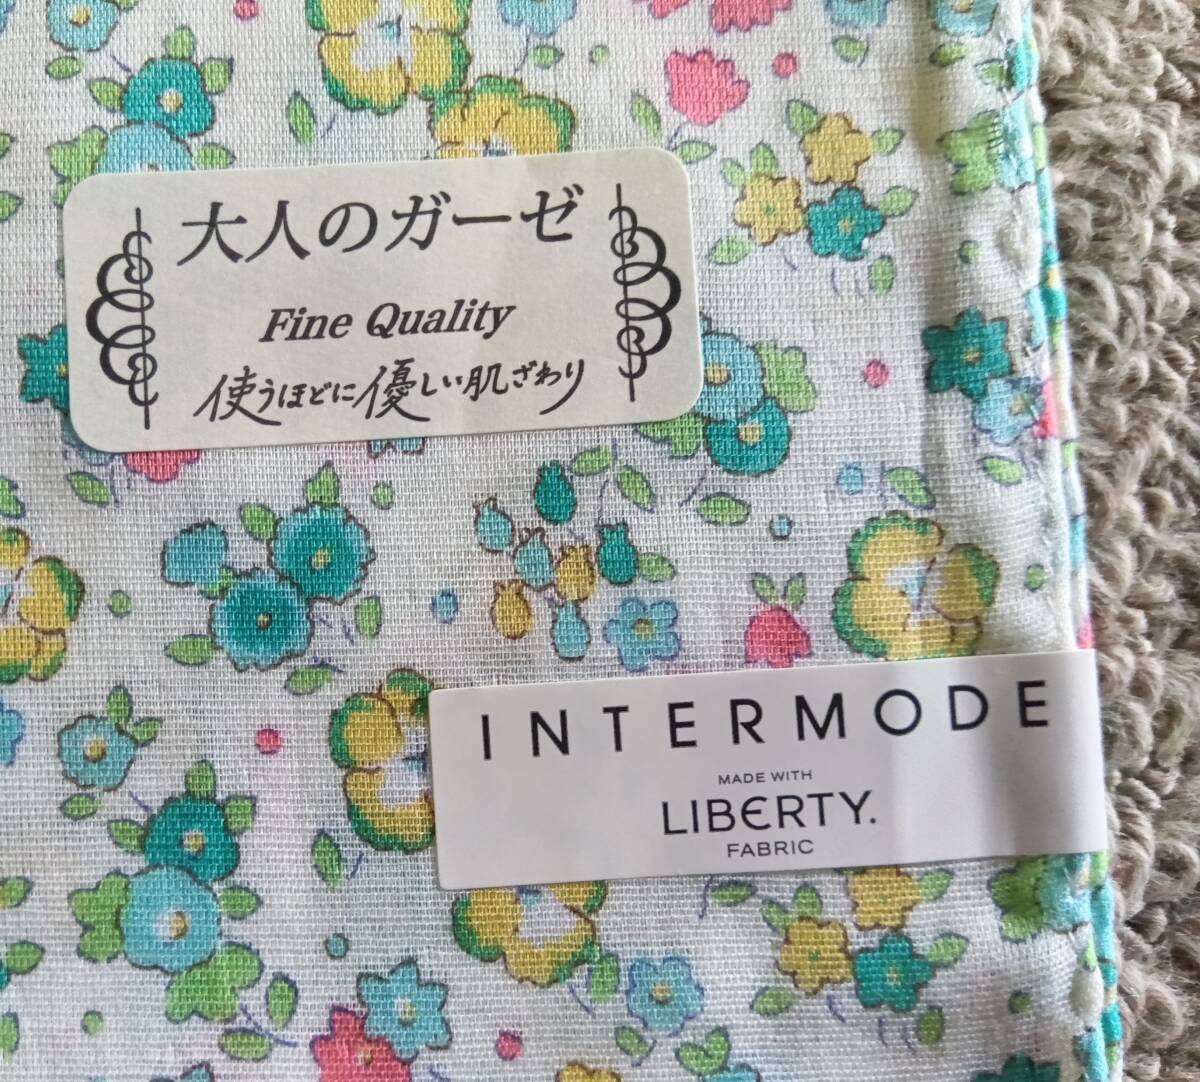 大人のガーゼ
Fine Quality
使うほどに優しい肌ざわり
INTERMODE
MADE WITH
LIBERTY.
FABRIC